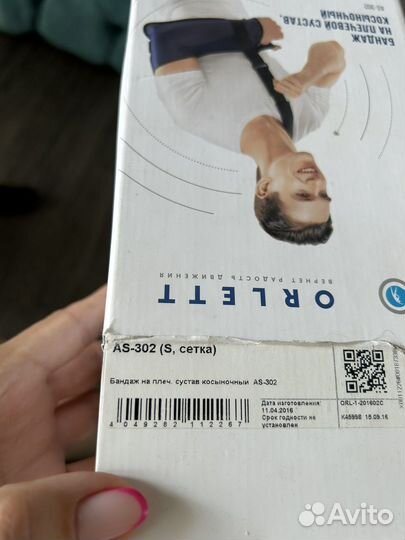 AS-302
БАНДАЖ
НА ПЛЕЧЕВОЙ СУСТАВ,
КОСЫНОЧНЫЙ
ВЕРНЕТ РАДОСТЬ ДВИЖЕНИЯ
ORLETT
AS-302 (S, сетка)
Бандаж на плеч. сустав косыночный AS-302
Дата изготовления:
11.04.2016
Срок годности не
установлен
ORL-1-201602C
K45998 15.09.16
4 049282 112267
Avito